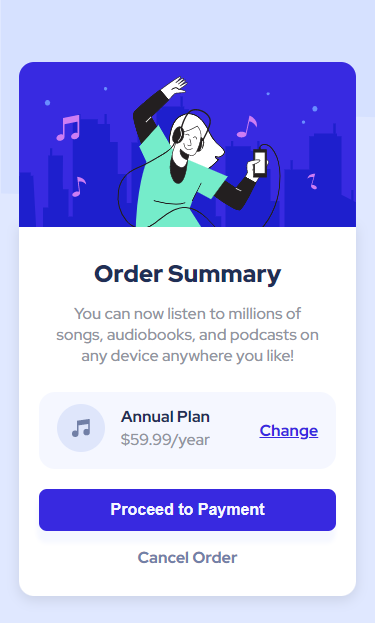 Order Summary
You can now listen to millions of
songs, audiobooks, and podcasts on
any device anywhere you like!
Annual Plan
$59.99/year
Change
Proceed to Payment
Cancel Order